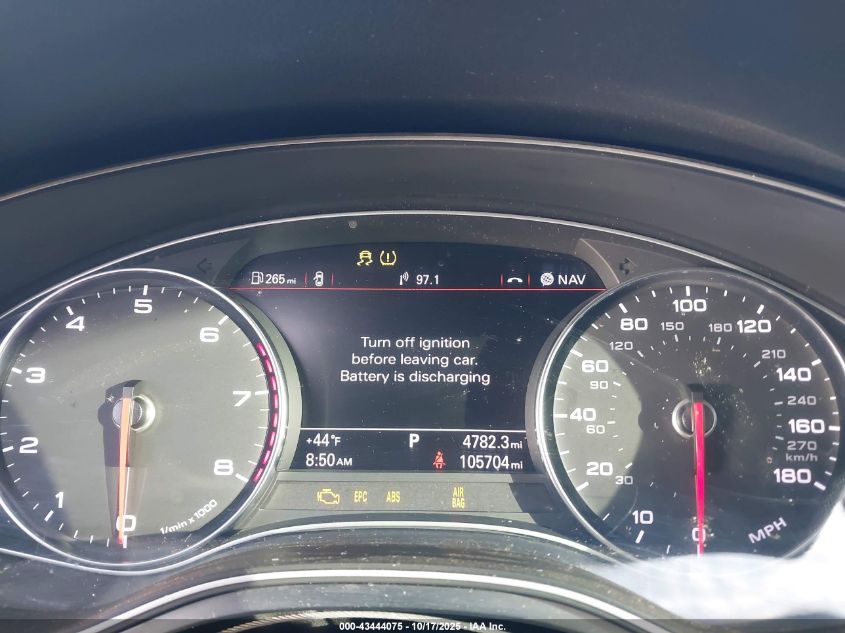 265 mi 97.1 NAV
Turn off ignition
before leaving car.
Battery is discharging
+44°F P 4782.3 mi
8:50 AM 105704 mi
EPC ABS AIR BAG
0 1 2 3 4 5 6 7 8
1/min x 1000
0 10 20 40 60 80 100 120 140 160 180
30 60 90 120 150 180 210 240 270
km/h
MPH
000-43444075 - 10/17/2025 - IAA Inc.